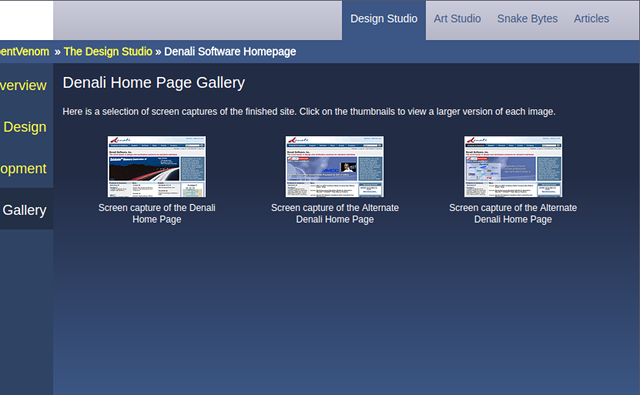 Design Studio Art Studio Snake Bytes Articles
entVenom » The Design Studio » Denali Software Homepage
verview
Design
opment
Gallery
Denali Home Page Gallery
Here is a selection of screen captures of the finished site. Click on the thumbnails to view a larger version of each image.
Screen capture of the Denali
Home Page
Screen capture of the Alternate
Denali Home Page
Screen capture of the Alternate
Denali Home Page